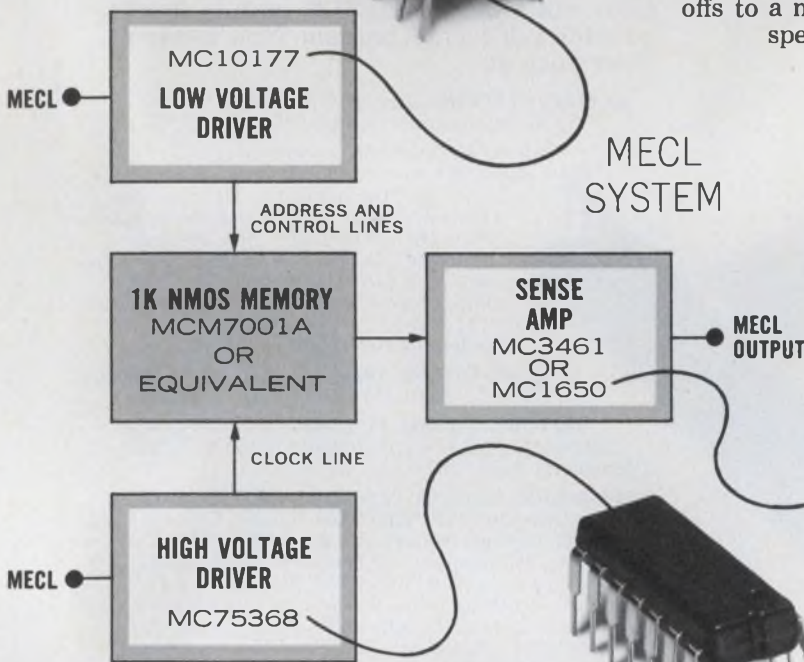 offs to a
MC10177
MECL
LOW VOLTAGE
DRIVER
MECL
SYSTEM
ADDRESS AND
CONTROL LINES
1K NMOS MEMORY
MCM7001A
OR
EQUIVALENT
SENSE
AMP
MC3461
OR
MC1650
MECL
OUTPUT
CLOCK LINE
HIGH VOLTAGE
DRIVER
MC75368
MECL